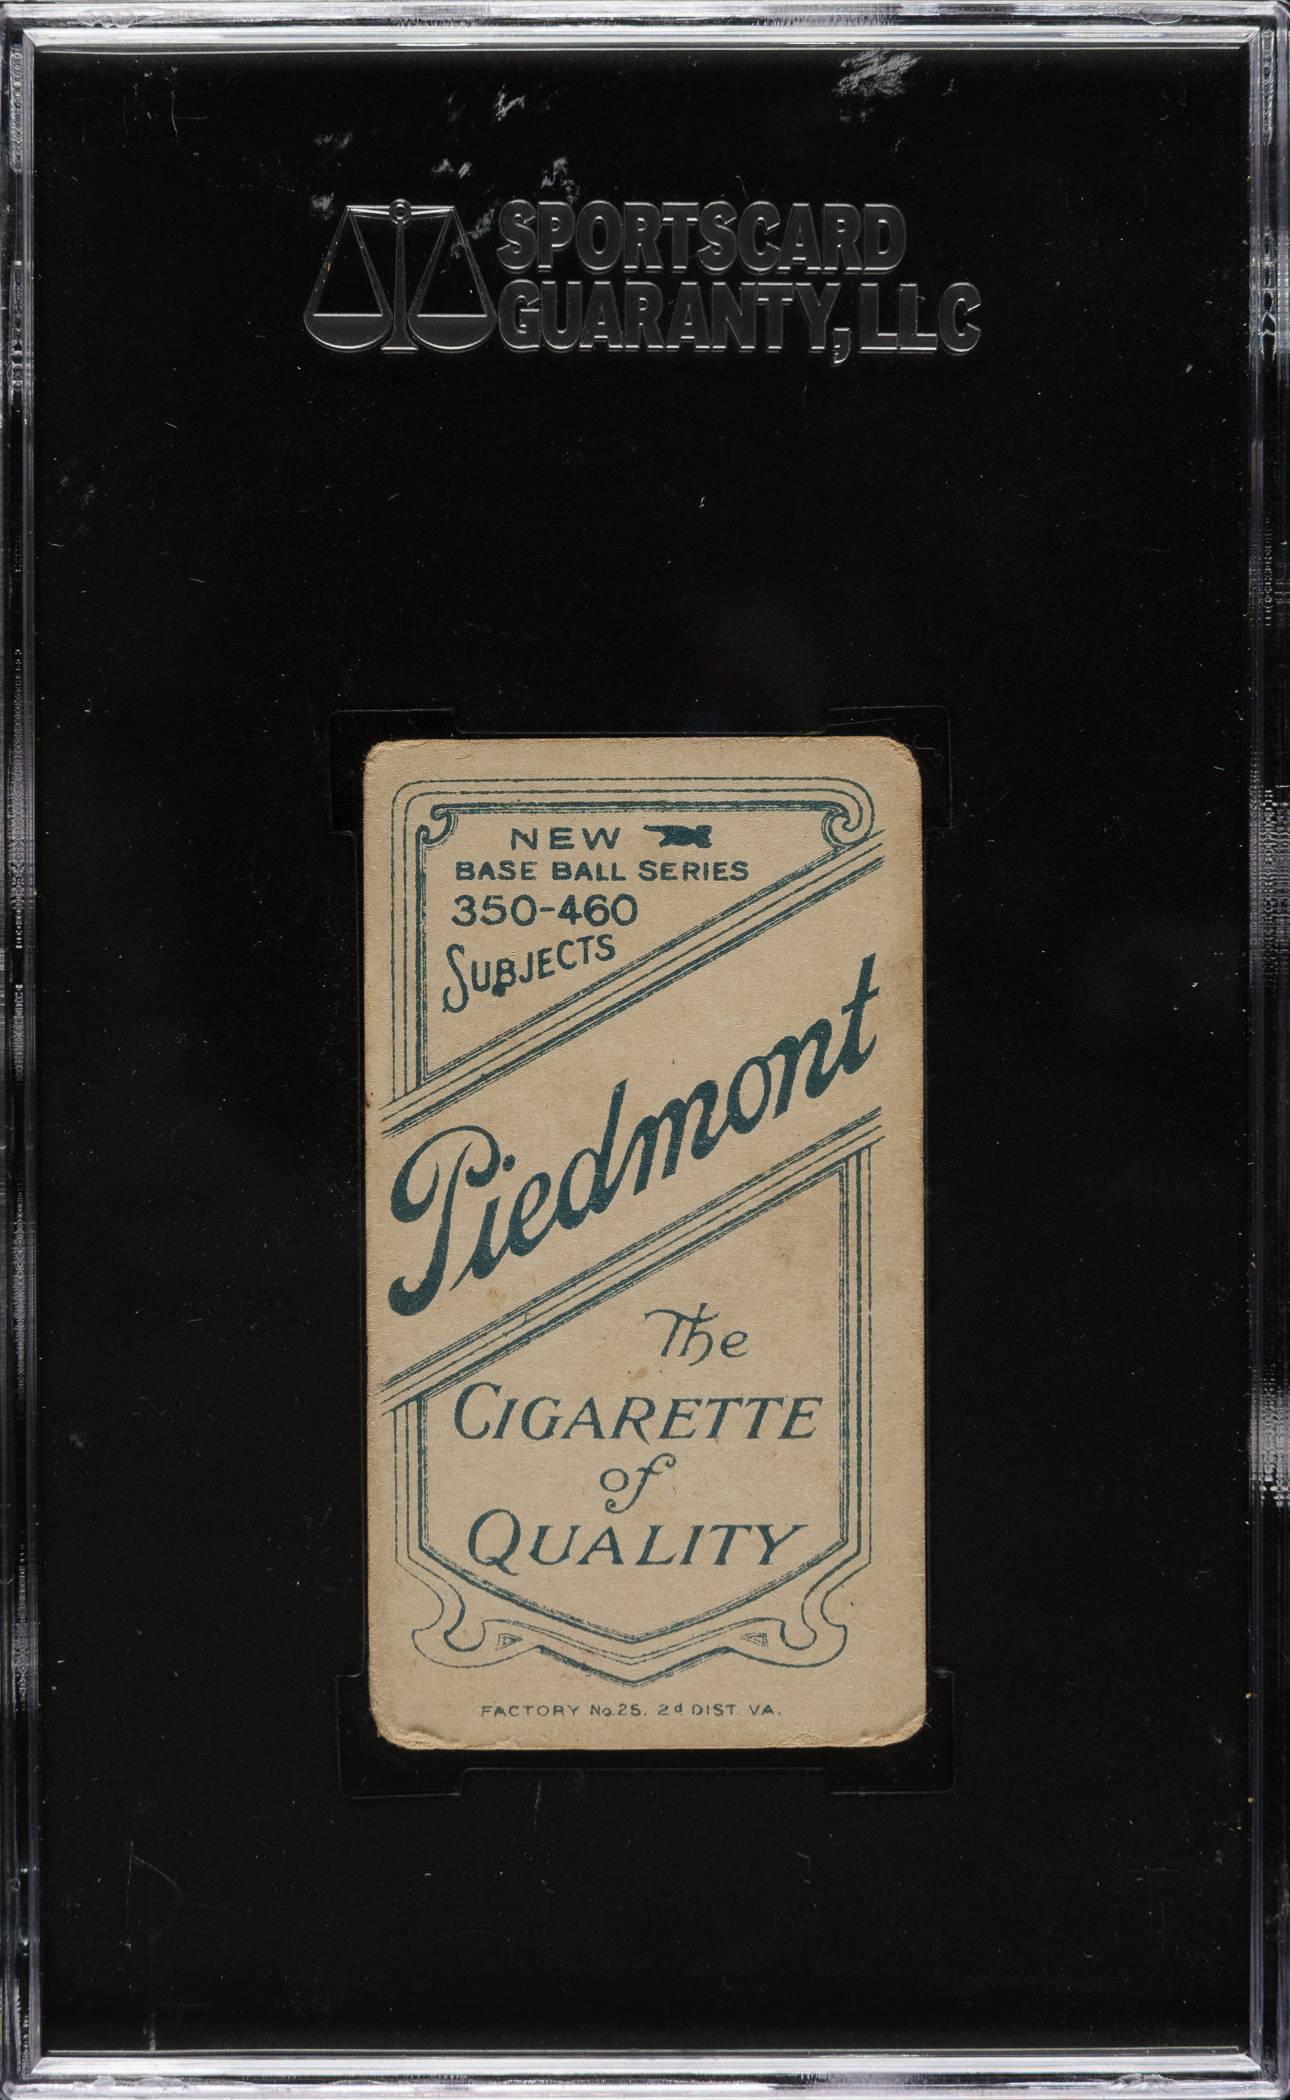 SPORTSCARD
GUARANTY, LLC
NEW
BASE BALL SERIES
350-460
SUBJECTS
Piedmont
The
CIGARETTE
of
QUALITY
FACTORY No. 25. 2d DIST. VA.